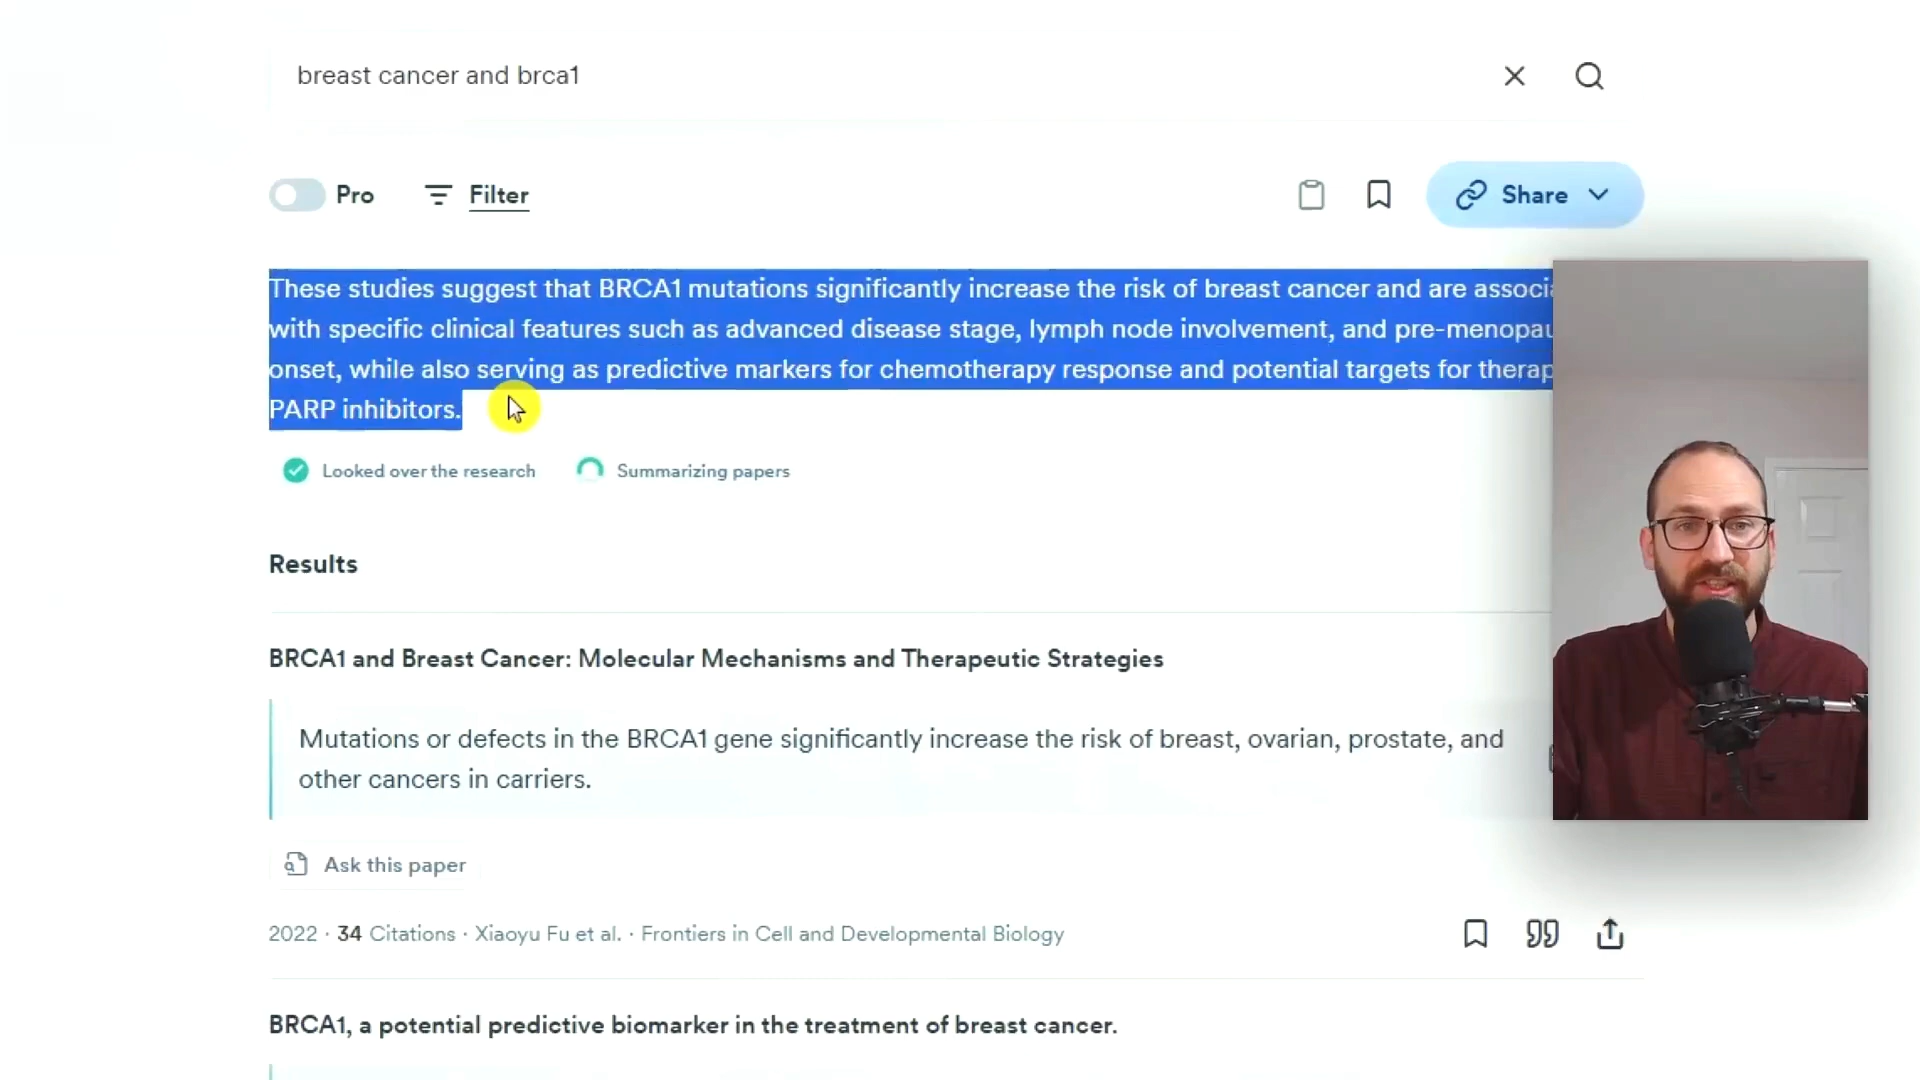 breast cancer and brca1
Pro
Filter
Share
These studies suggest that BRCA1 mutations significantly increase the risk of breast cancer and are
with specific clinical features such as advanced disease stage, lymph node involvement, and
onset, while also serving as predictive markers for chemotherapy response and potential targets for
PARP inhibitors.
Looked over the research
Summarizing papers
Results
BRCA1 and Breast Cancer: Molecular Mechanisms and Therapeutic Strategies
Mutations or defects in the BRCA1 gene significantly increase the risk of breast, ovarian, prostate, and
other cancers in carriers.
Ask this paper
2022 · 34 Citations · Xiaoyu Fu et al. · Frontiers in Cell and Developmental Biology
BRCA1, a potential predictive biomarker in the treatment of breast cancer.